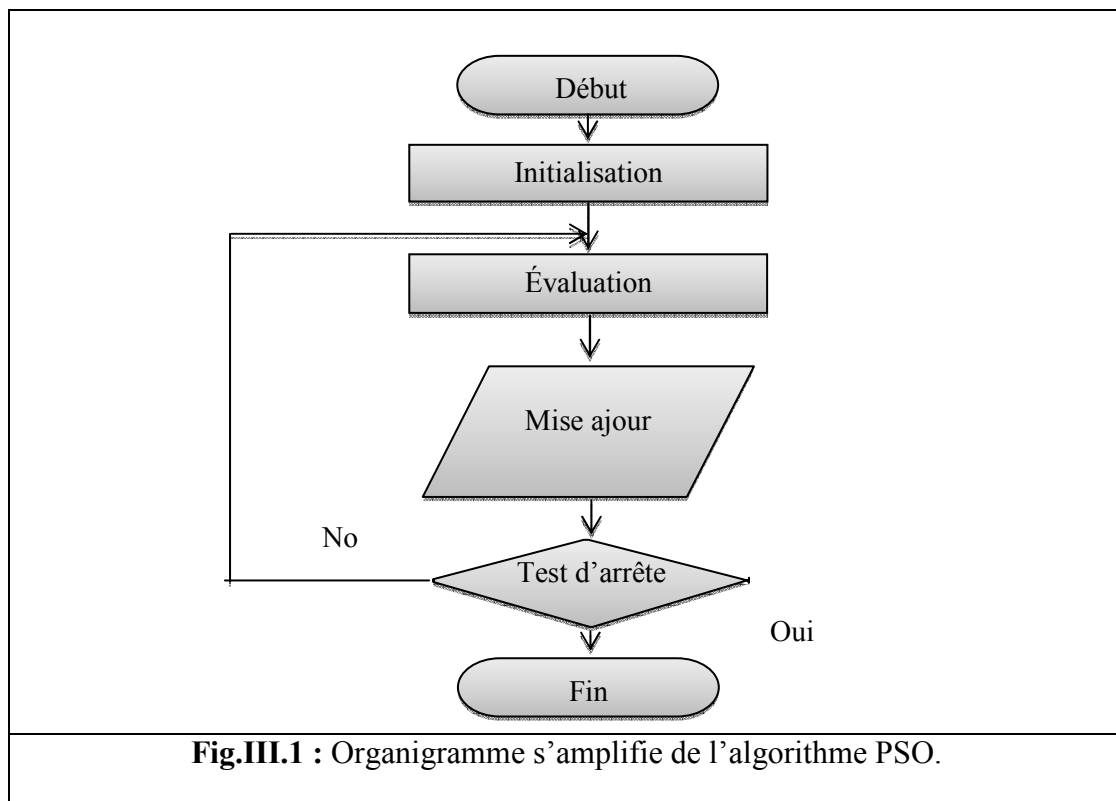 Début
Initialisation
Évaluation
Mise ajour
No
Test d’arrête
Oui
Fin
Fig.III.1 : Organigramme s’amplifie de l’algorithme PSO.